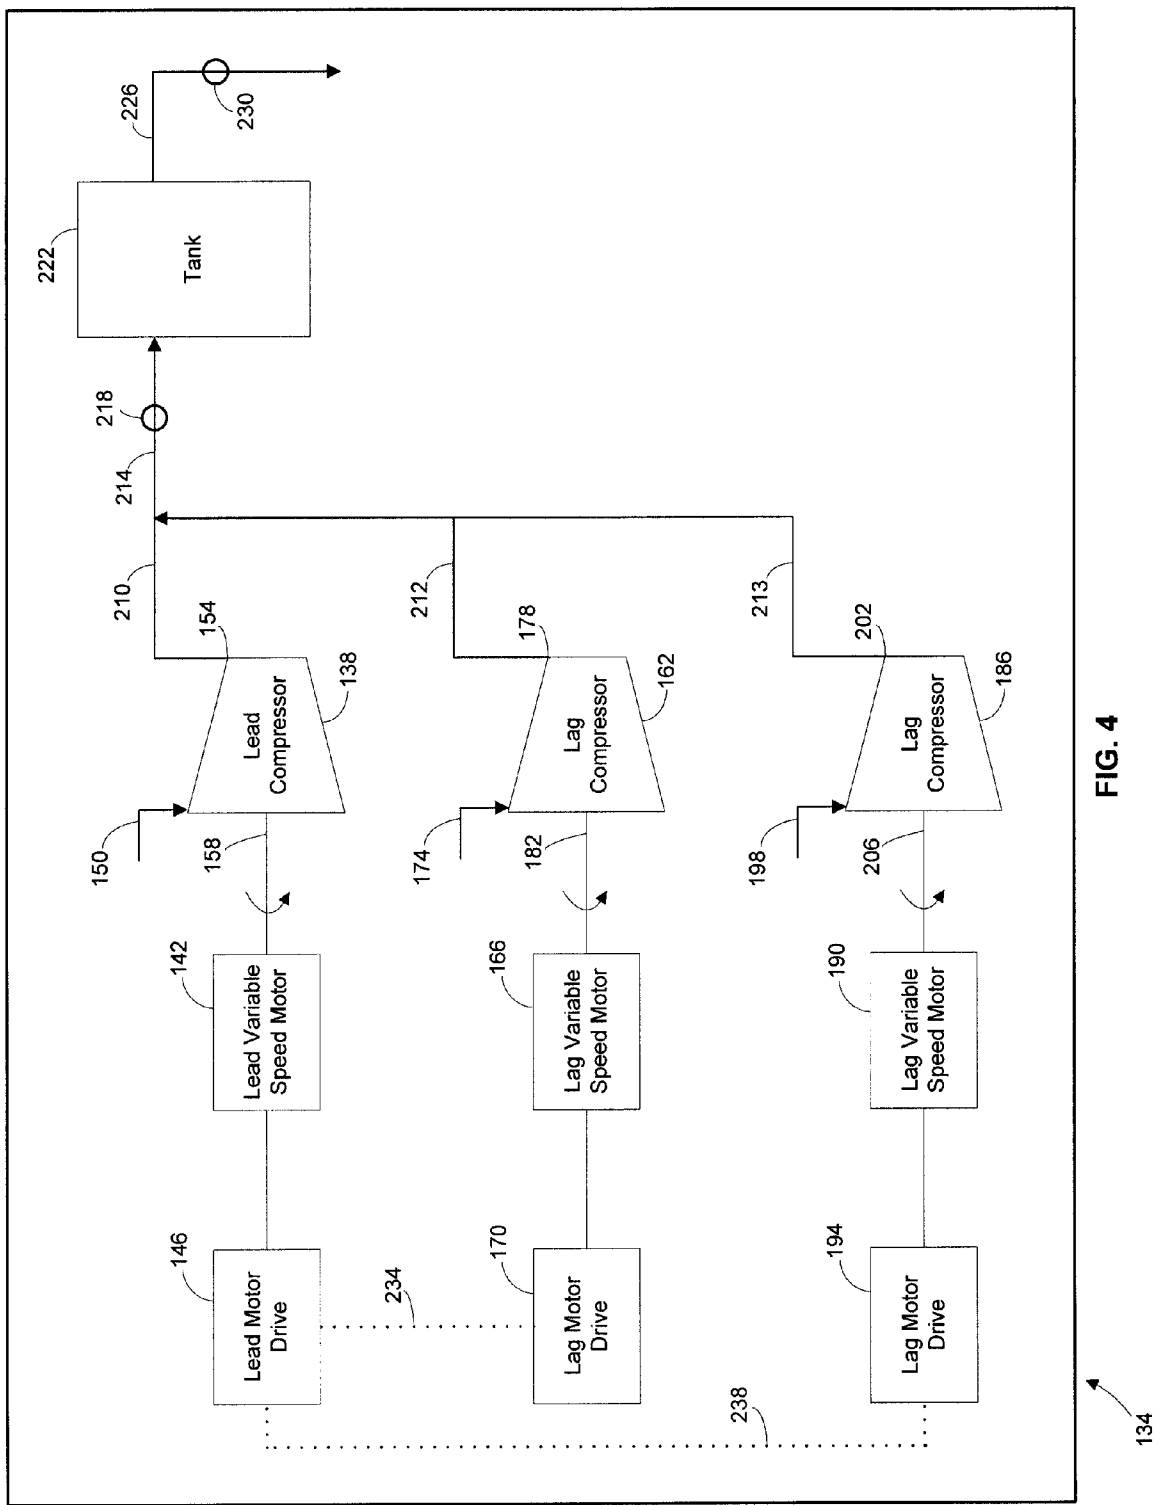 222
Tank
226
230
218
214
210
212
213
154
178
202
Lead
Compressor
138
Lag
Compressor
162
Lag
Compressor
186
150
158
174
182
198
206
142
Lead Variable
Speed Motor
166
Lag Variable
Speed Motor
190
Lag Variable
Speed Motor
146
Lead Motor
Drive
234
170
Lag Motor
Drive
194
Lag Motor
Drive
238
134
FIG. 4